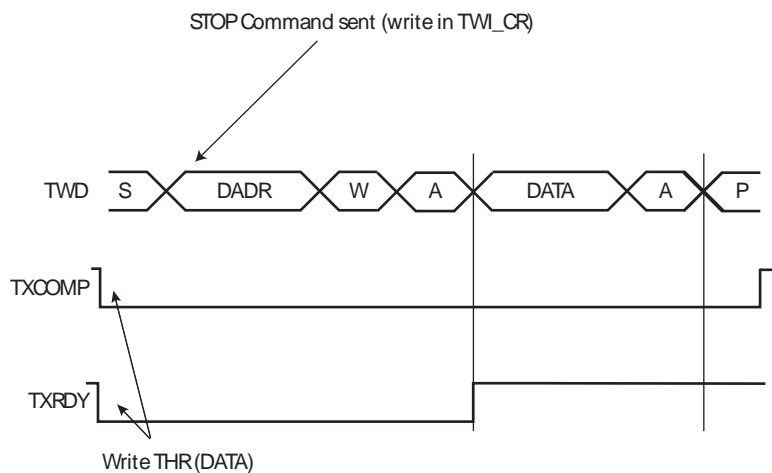 STOP Command sent (write in TWI_CR)
TWD S DADR W A DATA A P
TXCOMP
TXRDY
Write THR (DATA)